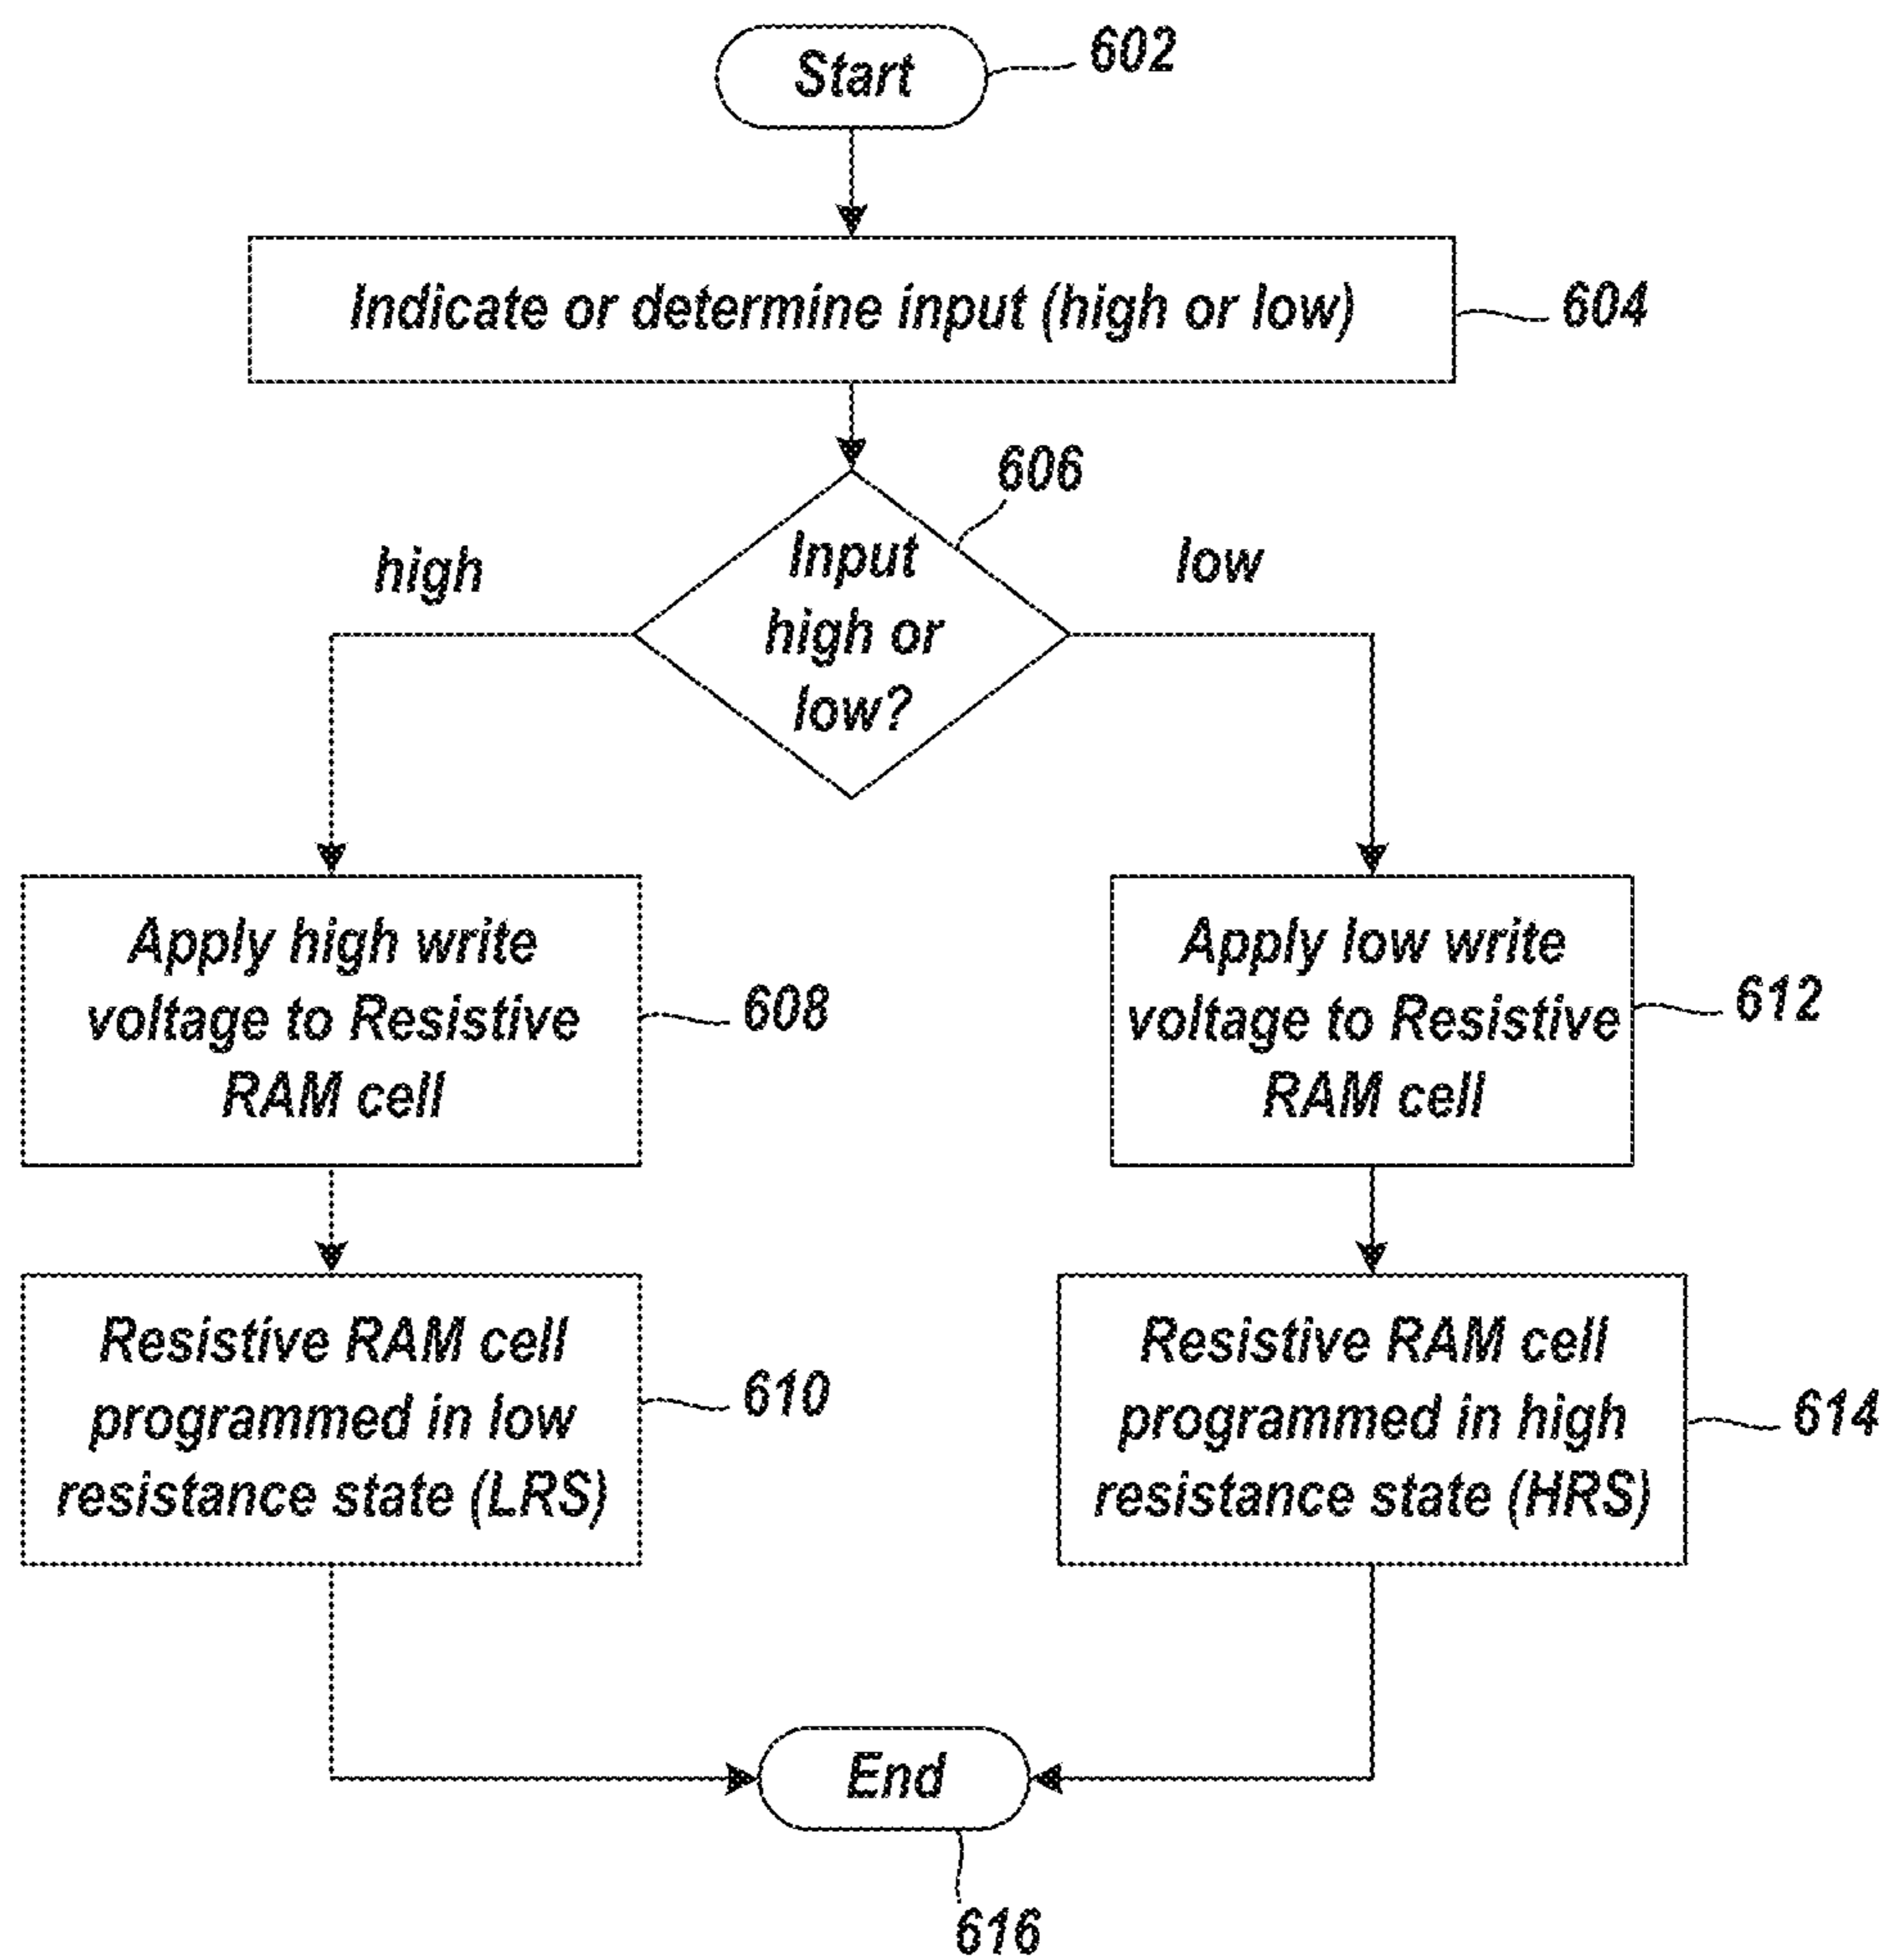 Start
602
Indicate or determine input (high or low)
604
606
high
Input
high or
low?
low
Apply high write
voltage to Resistive
RAM cell
608
Apply low write
voltage to Resistive
RAM cell
612
Resistive RAM cell
programmed in low
resistance state (LRS)
610
Resistive RAM cell
programmed in high
resistance state (HRS)
614
End
616